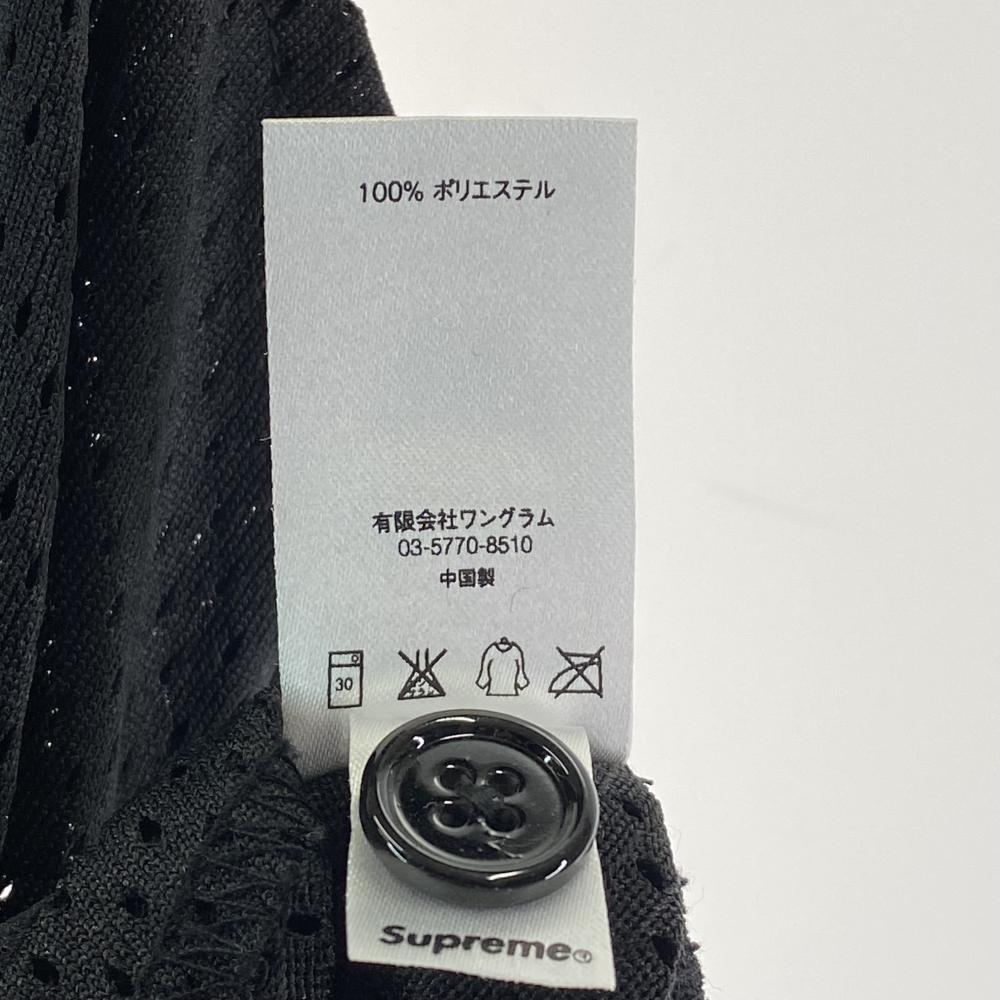 100% ポリエステル
有限会社ワングラム
03-5770-8510
中国製
30
Supreme®